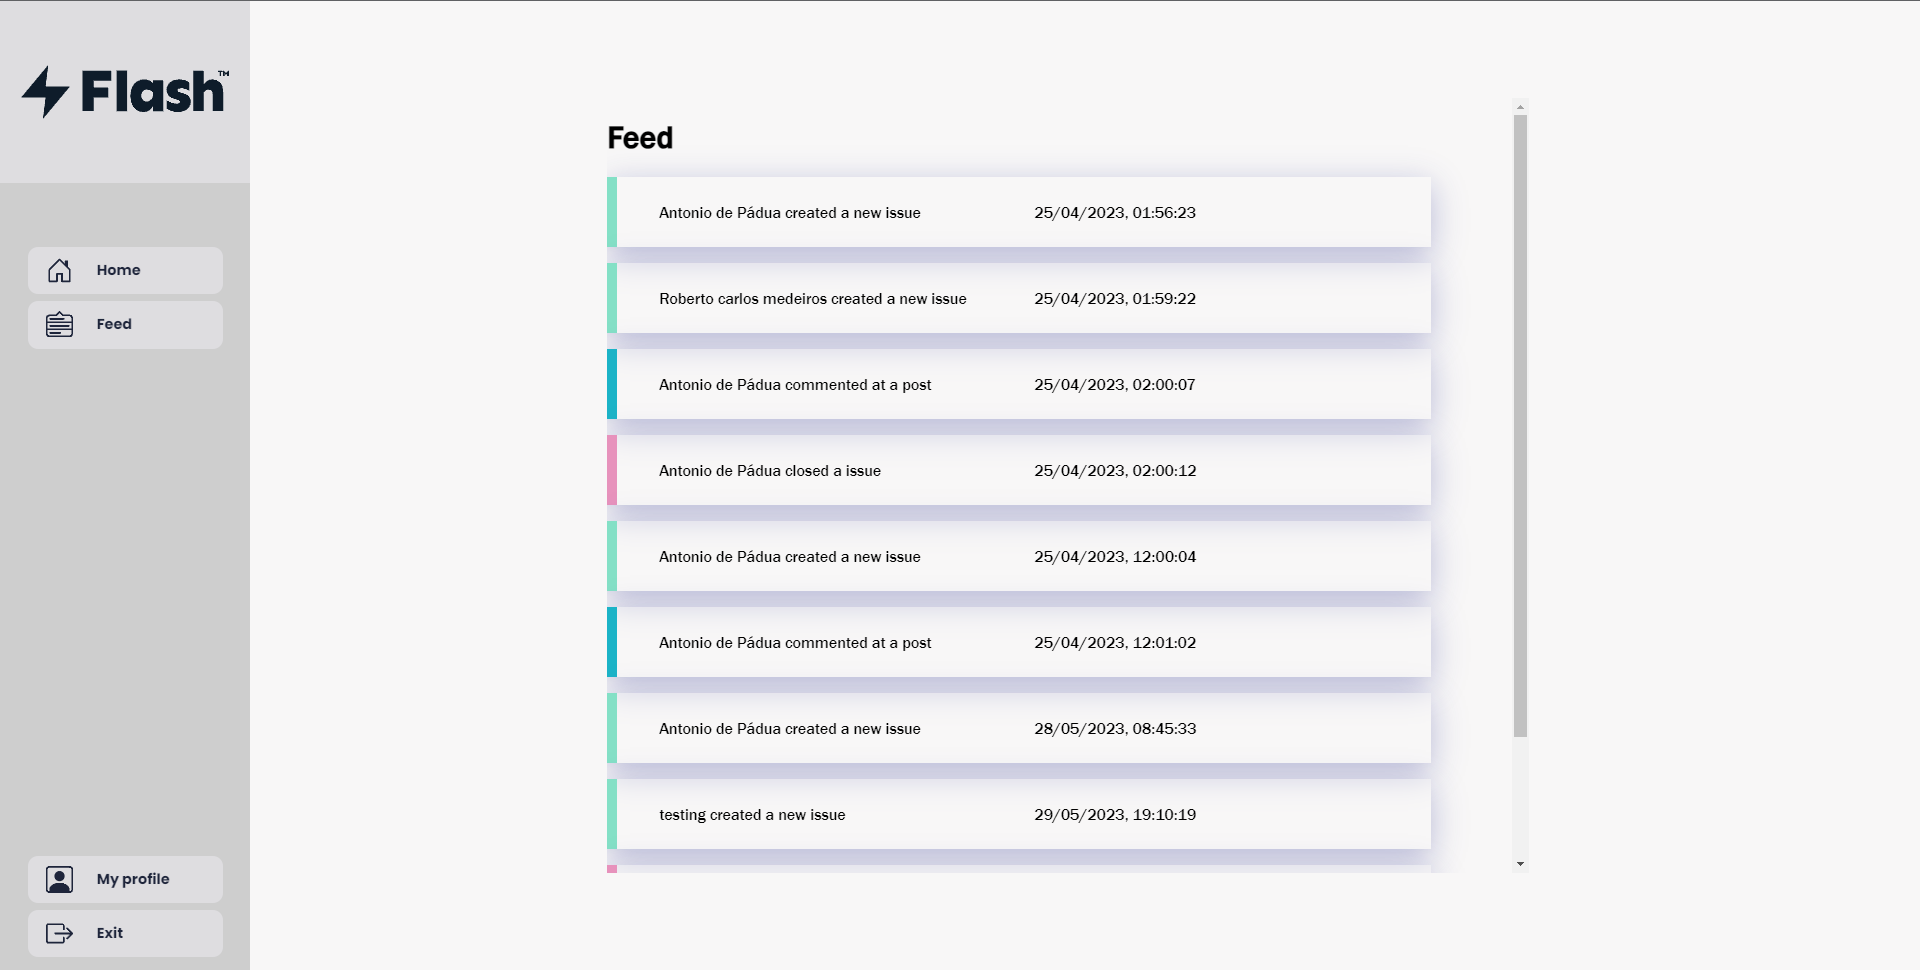 Flash™
Home
Feed
My profile
Exit
Feed
Antonio de Pádua created a new issue 25/04/2023, 01:56:23
Roberto carlos medeiros created a new issue 25/04/2023, 01:59:22
Antonio de Pádua commented at a post 25/04/2023, 02:00:07
Antonio de Pádua closed a issue 25/04/2023, 02:00:12
Antonio de Pádua created a new issue 25/04/2023, 12:00:04
Antonio de Pádua commented at a post 25/04/2023, 12:01:02
Antonio de Pádua created a new issue 28/05/2023, 08:45:33
testing created a new issue 29/05/2023, 19:10:19